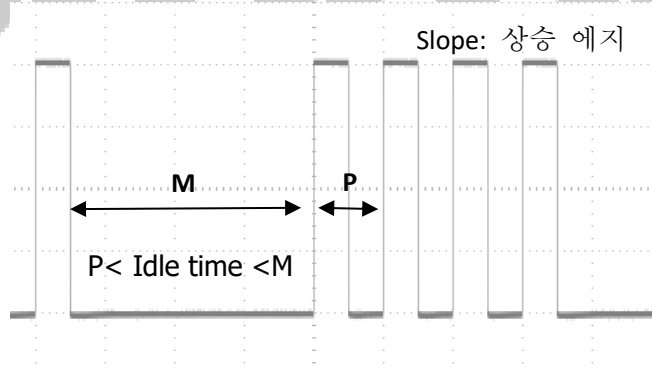 Slope: 상승 에지
M
P
P< Idle time <M